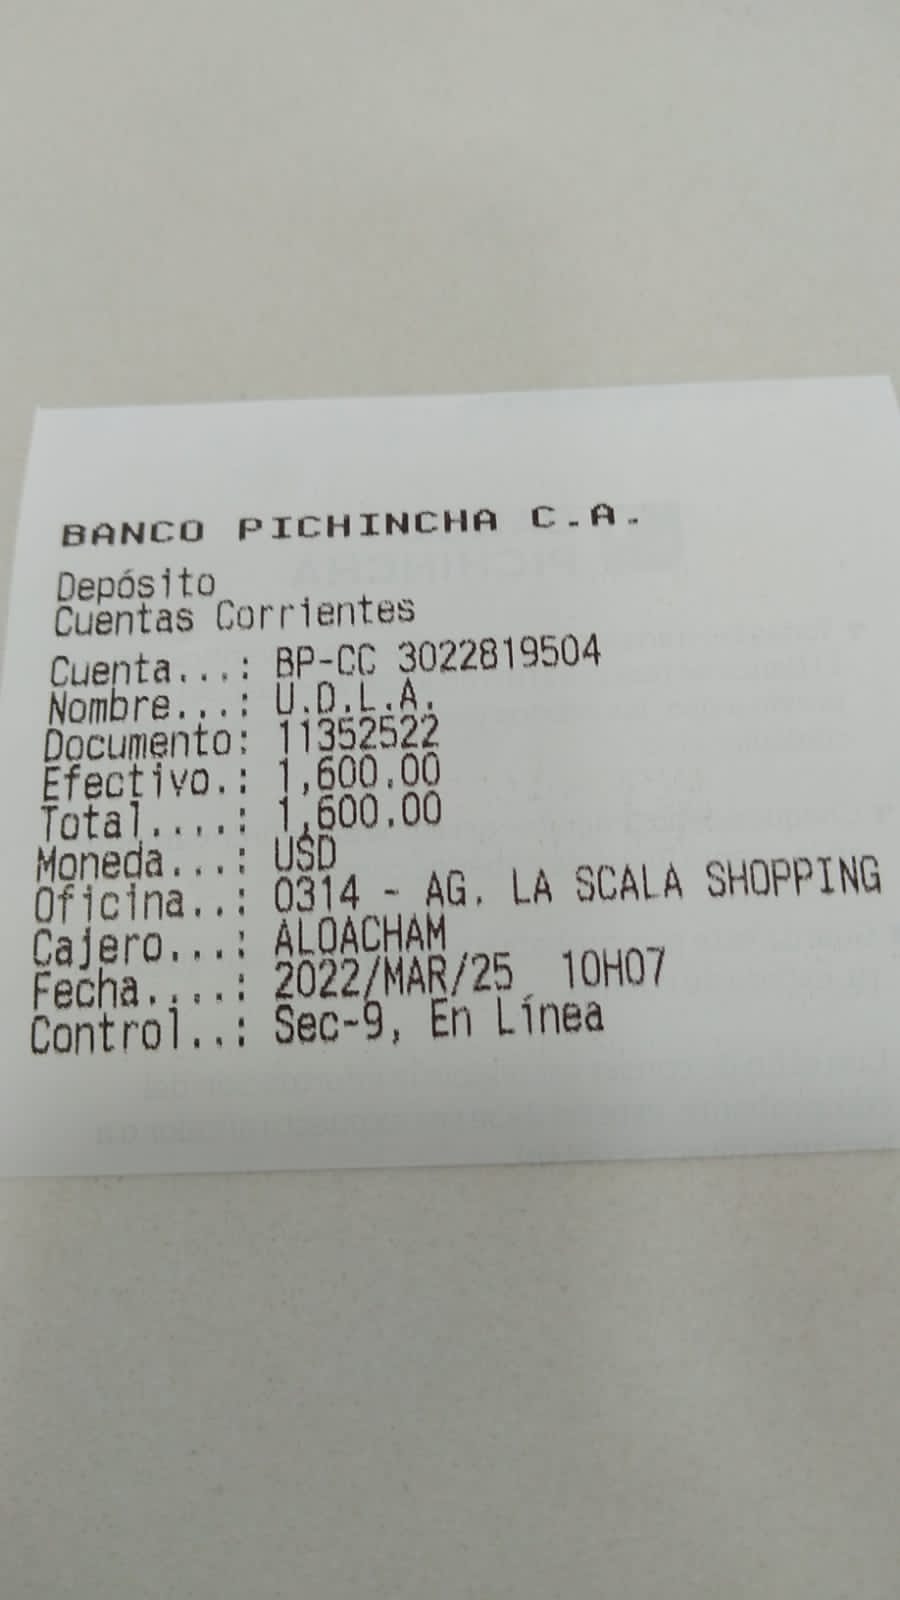 BANCO PICHINCHA C.A.
Depósito
Cuentas Corrientes
Cuenta...: BP-CC 3022819504
Nombre...: U.D.L.A.
Documento: 11352522
Efectivo.: 1,600.00
Total....: 1,600.00
Moneda...: USD
Oficina..: 0314 - AG. LA SCALA SHOPPING
Cajero...: ALOACHAM
Fecha....: 2022/MAR/25  10H07
Control..: Sec-9, En Línea